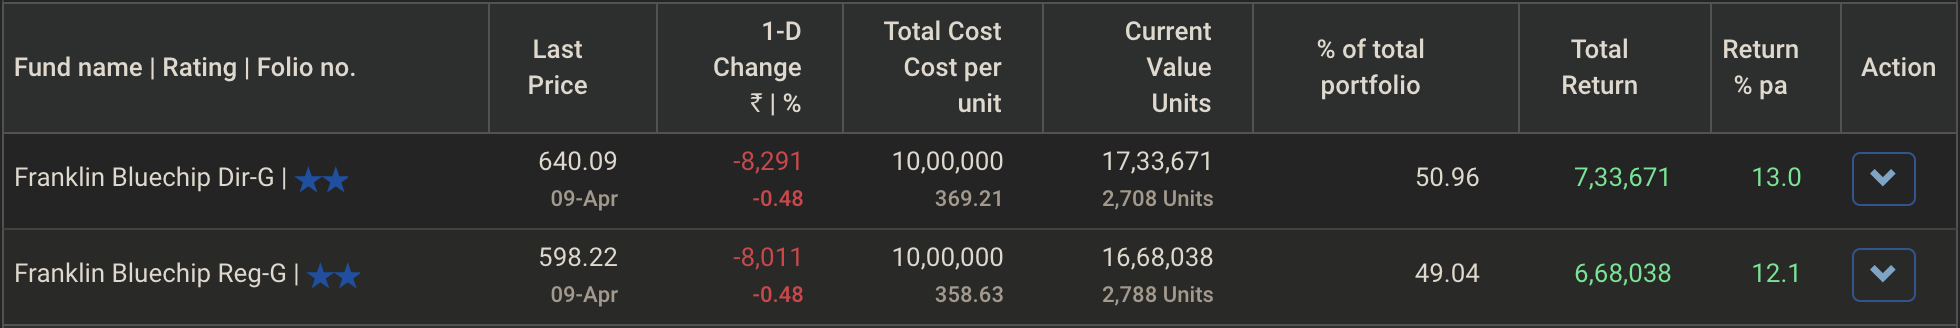 Fund name | Rating | Folio no.
Last
Price
1-D
Change
₹ | %
Total Cost
Cost per
unit
Current
Value
Units
% of total
portfolio
Total
Return
Return
% pa
Action
Franklin Bluechip Dir-G |
640.09
09-Apr
-8,291
-0.48
10,00,000
369.21
17,33,671
2,708 Units
50.96
7,33,671
13.0
Franklin Bluechip Reg-G |
598.22
09-Apr
-8,011
-0.48
10,00,000
358.63
16,68,038
2,788 Units
49.04
6,68,038
12.1